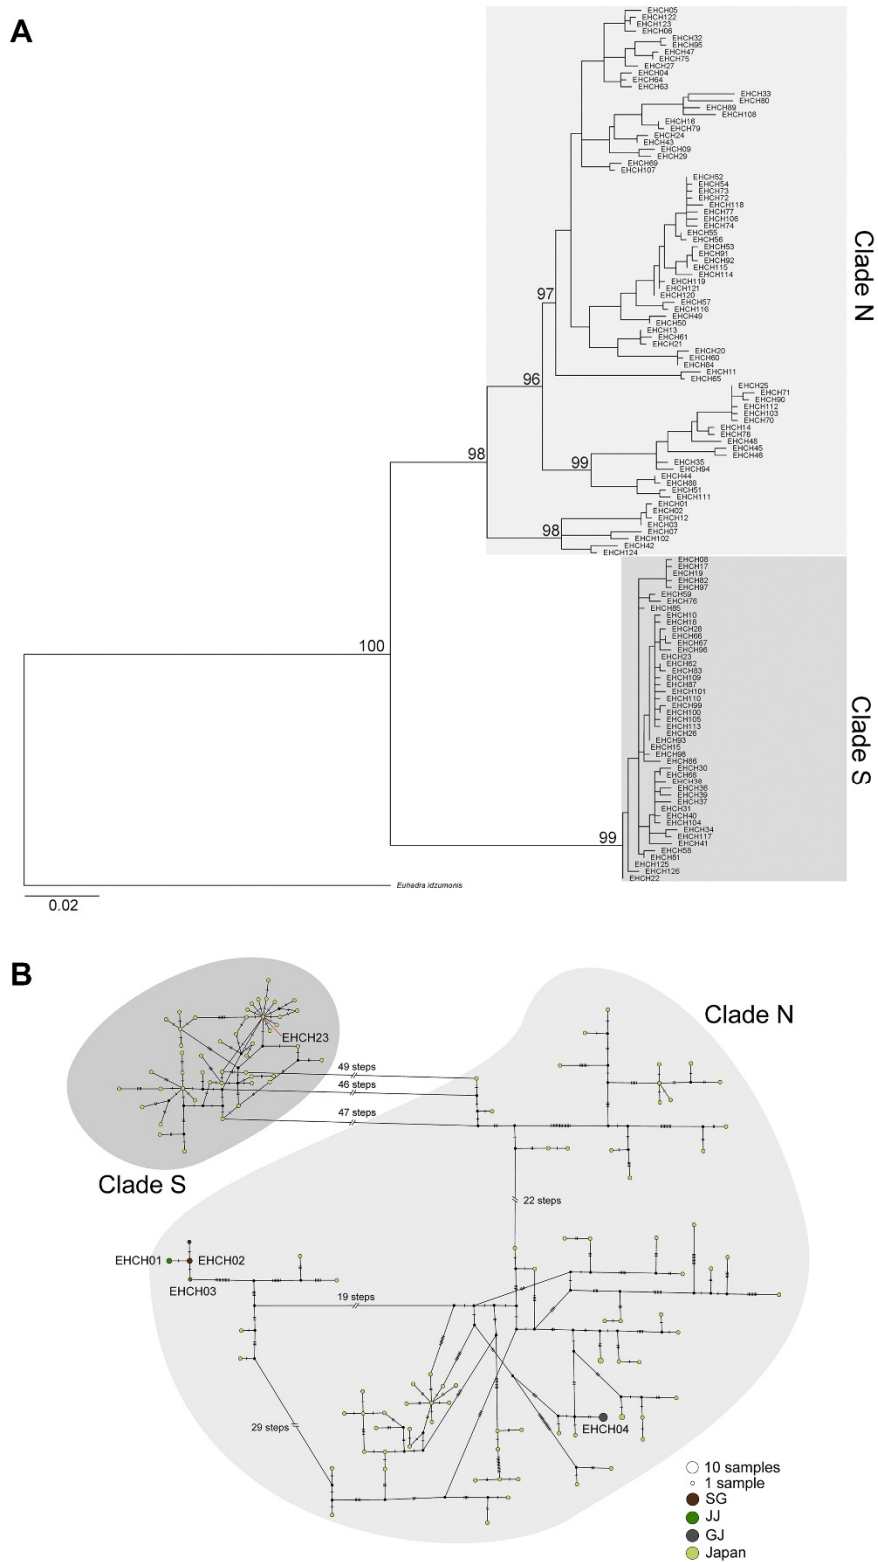 A
EHCH05
EHCH122
EHCH123
EHCH06
EHCH32
EHCH95
EHCH47
EHCH75
EHCH27
EHCH04
EHCH64
EHCH63
EHCH33
EHCH80
EHCH89
EHCH108
EHCH16
EHCH79
EHCH24
EHCH43
EHCH09
EHCH29
EHCH69
EHCH107
EHCH52
EHCH54
EHCH73
EHCH72
EHCH118
EHCH77
EHCH106
EHCH74
EHCH55
EHCH56
EHCH53
EHCH91
EHCH92
EHCH115
EHCH114
EHCH119
EHCH121
EHCH120
EHCH57
EHCH116
EHCH49
EHCH50
EHCH13
EHCH61
EHCH21
EHCH20
EHCH60
EHCH84
EHCH11
EHCH65
EHCH25
EHCH71
EHCH90
EHCH112
EHCH103
EHCH70
EHCH14
EHCH78
EHCH48
EHCH45
EHCH46
EHCH35
EHCH94
EHCH44
EHCH88
EHCH51
EHCH111
EHCH01
EHCH02
EHCH12
EHCH03
EHCH07
EHCH102
EHCH42
EHCH124
Clade N
97
96
98
99
98
100
99
EHCH08
EHCH17
EHCH19
EHCH82
EHCH97
EHCH59
EHCH76
EHCH85
EHCH10
EHCH18
EHCH28
EHCH66
EHCH67
EHCH96
EHCH23
EHCH62
EHCH83
EHCH109
EHCH87
EHCH101
EHCH110
EHCH99
EHCH100
EHCH105
EHCH113
EHCH26
EHCH93
EHCH15
EHCH98
EHCH86
EHCH30
EHCH68
EHCH38
EHCH36
EHCH39
EHCH37
EHCH31
EHCH40
EHCH104
EHCH34
EHCH117
EHCH41
EHCH58
EHCH81
EHCH125
EHCH126
EHCH22
Clade S
Euhadra idzumonis
0.02
B
Clade N
EHCH23
49 steps
46 steps
47 steps
Clade S
22 steps
EHCH01
EHCH02
EHCH03
19 steps
29 steps
EHCH04
10 samples
1 sample
SG
JJ
GJ
Japan